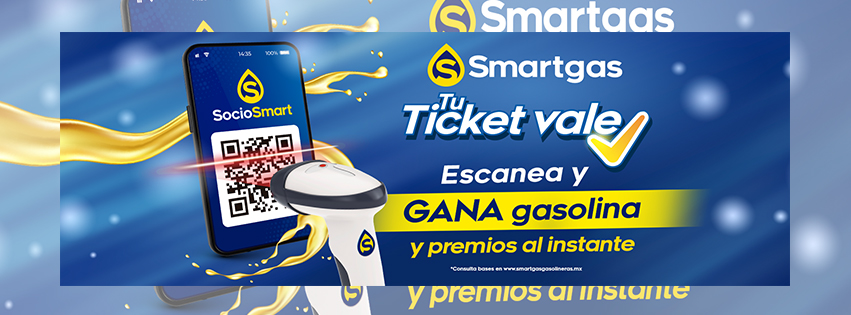 Smartgas
14:35
100%
SocioSmart
Smartgas
Tu
Ticket vale
Escanea y
GANA gasolina
y premios al instante
*Consulta bases en www.smartgasgasolineras.mx
y premios al instante